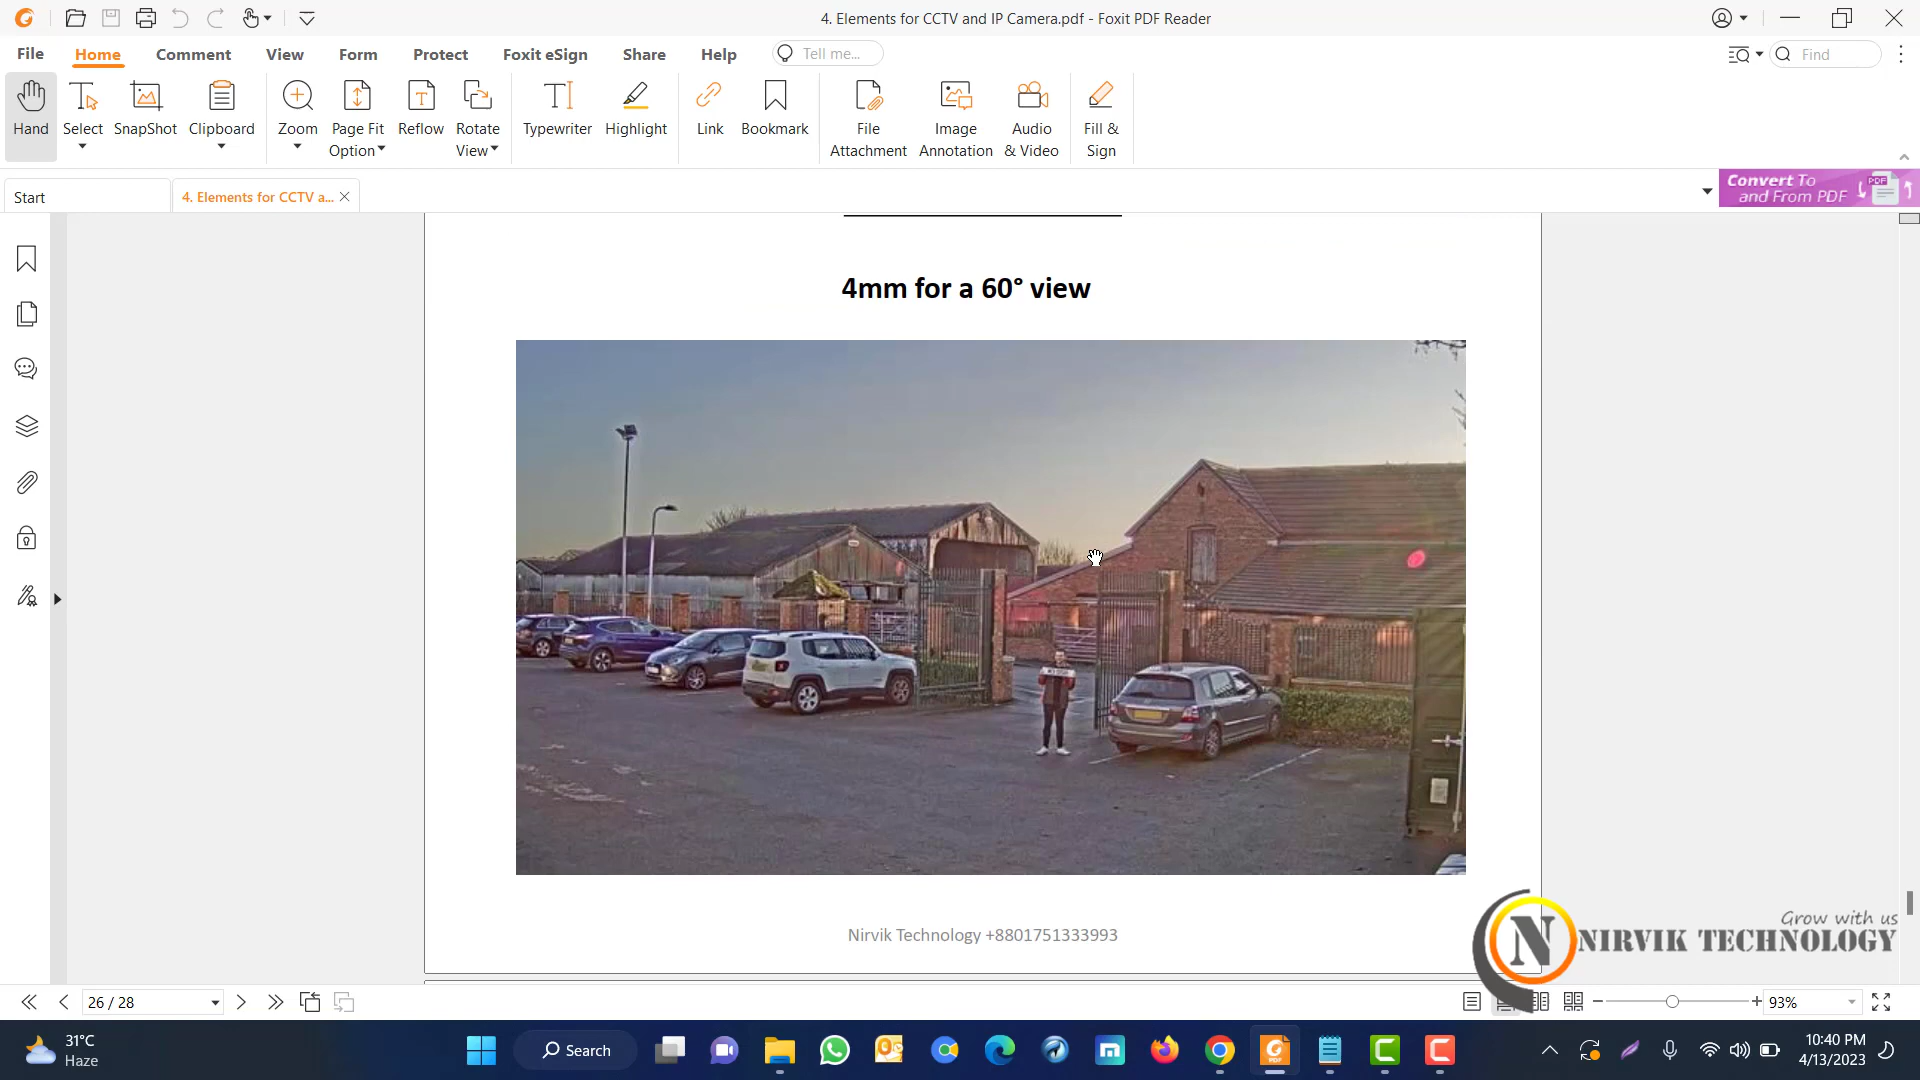 4. Elements for CCTV and IP Camera.pdf - Foxit PDF Reader
File Home Comment View Form Protect Foxit eSign Share Help Tell me... Find
Hand Select SnapShot Clipboard Zoom Page Fit Option Reflow Rotate View Typewriter Highlight Link Bookmark File Attachment Image Annotation Audio & Video Fill & Sign
Start 4. Elements for CCTV a...
Convert To
and From PDF
PDF
4mm for a 60° view
Nirvik Technology +8801751333993
Grow with us
N NIRVIK TECHNOLOGY
26 / 28 93%
31°C
Haze
Search
10:40 PM
4/13/2023